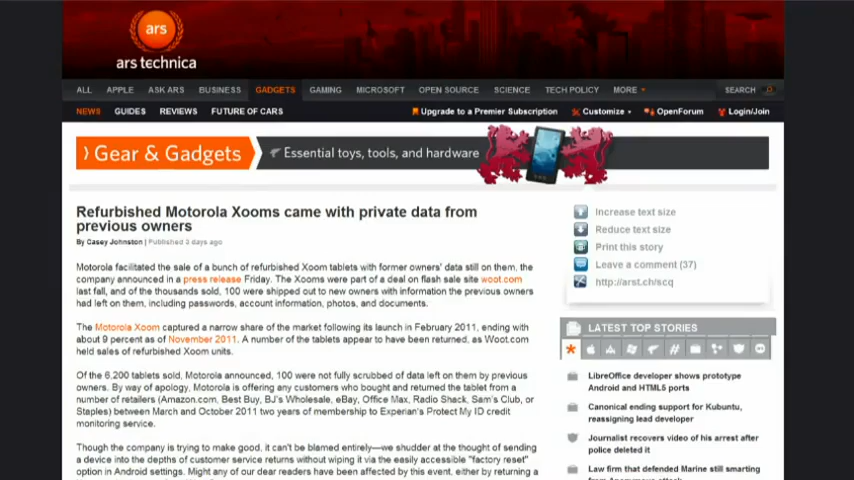 ars
ars technica
ALL APPLE ASK ARS BUSINESS GADGETS GAMING MICROSOFT OPEN SOURCE SCIENCE TECH POLICY MORE SEARCH
NEWS GUIDES REVIEWS FUTURE OF CARS Upgrade to a Premier Subscription Customize OpenForum Login/Join
Gear & Gadgets Essential toys, tools, and hardware
Refurbished Motorola Xooms came with private data from
previous owners
By Casey Johnston | Published 3 days ago
Motorola facilitated the sale of a bunch of refurbished Xoom tablets with former owners' data still on them, the
company announced in a press release Friday. The Xooms were part of a deal on flash sale site woot.com
last fall, and of the thousands sold, 100 were shipped out to new owners with information the previous owners
had left on them, including passwords, account information, photos, and documents.
The Motorola Xoom captured a narrow share of the market following its launch in February 2011, ending with
about 9 percent as of November 2011. A number of the tablets appear to have been returned, as Woot.com
held sales of refurbished Xoom units.
Of the 6,200 tablets sold, Motorola announced, 100 were not fully scrubbed of data left on them by previous
owners. By way of apology, Motorola is offering any customers who bought and returned the tablet from a
number of retailers (Amazon.com, Best Buy, BJ's Wholesale, eBay, Office Max, Radio Shack, Sam's Club, or
Staples) between March and October 2011 two years of membership to Experian's Protect My ID credit
monitoring service.
Though the company is trying to make good, it can't be blamed entirely—we shudder at the thought of sending
a device into the depths of customer service returns without wiping it via the easily accessible "factory reset"
option in Android settings. Might any of our dear readers have been affected by this event, either by returning a
Increase text size
Reduce text size
Print this story
Leave a comment (37)
http://arst.ch/scq
LATEST TOP STORIES
LibreOffice developer shows prototype
Android and HTML5 ports
Canonical ending support for Kubuntu,
reassigning lead developer
Journalist recovers video of his arrest after
police deleted it
Law firm that defended Marine still smarting